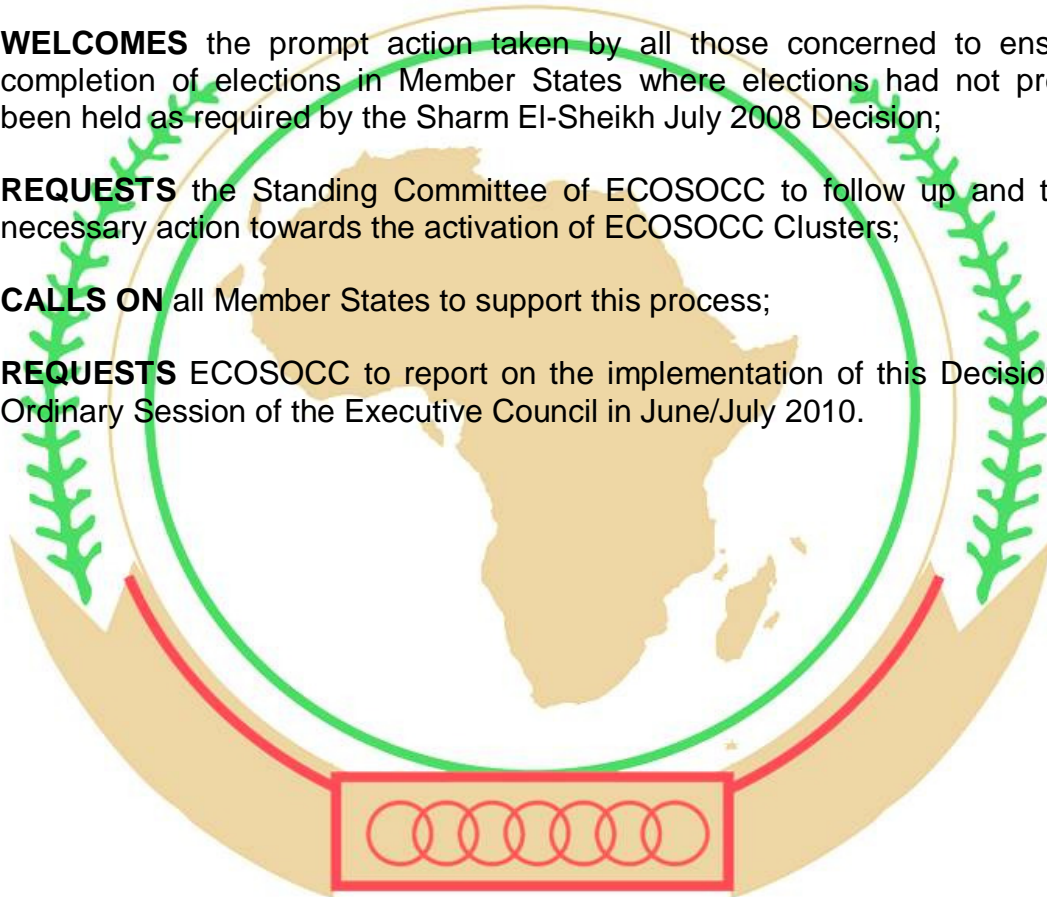 WELCOMES the prompt action taken by all those concerned to ens
completion of elections in Member States where elections had not pre
been held as required by the Sharm El-Sheikh July 2008 Decision;
REQUESTS the Standing Committee of ECOSOCC to follow up and t
necessary action towards the activation of ECOSOCC Clusters;
CALLS ON all Member States to support this process;
REQUESTS ECOSOCC to report on the implementation of this Decision
Ordinary Session of the Executive Council in June/July 2010.